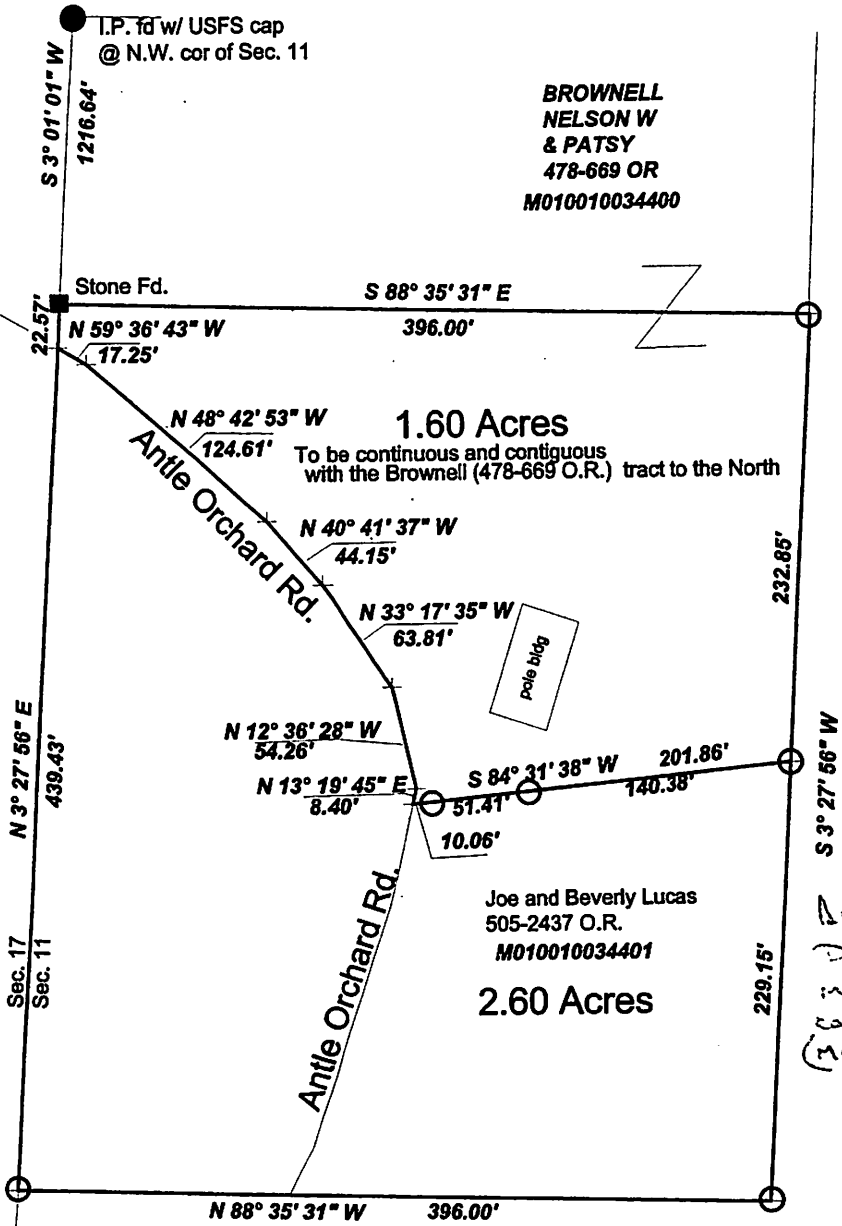 I.P. fd w/ USFS cap
@ N.W. cor of Sec. 11
S 3° 01' 01" W
1216.64'
BROWNELL
NELSON W
& PATSY
478-669 OR
M010010034400
Stone Fd.
S 88° 35' 31" E
396.00'
22.57'
N 59° 36' 43" W
17.25'
N 48° 42' 53" W
124.61'
1.60 Acres
To be continuous and contiguous
with the Brownell (478-669 O.R.) tract to the North
Antle Orchard Rd.
N 40° 41' 37" W
44.15'
N 33° 17' 35" W
63.81'
232.85'
pole bldg
N 12° 36' 28" W
54.26'
N 13° 19' 45" E
8.40'
S 84° 31' 38" W
201.86'
51.41'
140.38'
10.06'
N 3° 27' 56" E
439.43'
S 3° 27' 56" W
Joe and Beverly Lucas
505-2437 O.R.
M010010034401
2.60 Acres
229.15'
Antle Orchard Rd.
Sec. 17
Sec. 11
N 88° 35' 31" W
396.00'